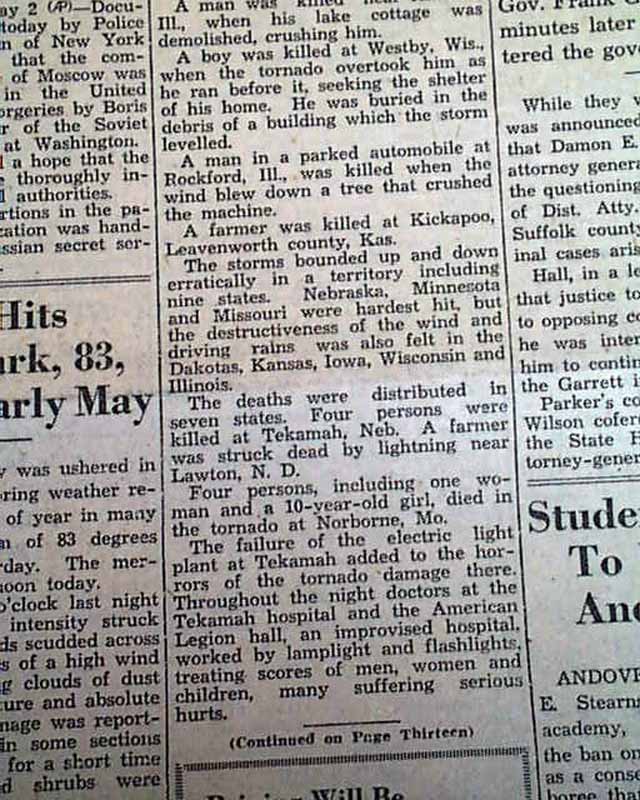 ay 2 (AP)—Docu-
today by Police
n of New York
that the com-
of Moscow was
in the United
orgeries by Boris
r of the Soviet
at Washington.
a hope that the
thoroughly in-
authorities.
rtions in the pa-
zation was hand-
ssian secret ser-
Hits
ark, 83,
arly May
was ushered in
ring weather re-
of year in many
m of 83 degrees
rday. The mer-
noon today.
o'clock last night
intensity struck
ds scudded across
s of a high wind
g clouds of dust
ture and absolute
mage was report-
in some sections
for a short time
d shrubs were
A man was killed
Ill., when his lake cottage was
demolished, crushing him.
A boy was killed at Westby, Wis.,
when the tornado overtook him as
he ran before it, seeking the shelter
of his home. He was buried in the
debris of a building which the storm
levelled.
A man in a parked automobile at
Rockford, Ill., was killed when the
wind blew down a tree that crushed
the machine.
A farmer was killed at Kickapoo,
Leavenworth county, Kas.
The storms bounded up and down
erratically in a territory including
nine states. Nebraska, Minnesota
and Missouri were hardest hit, but
the destructiveness of the wind and
driving rains was also felt in the
Dakotas, Kansas, Iowa, Wisconsin and
Illinois.
The deaths were distributed in
seven states. Four persons were
killed at Tekamah, Neb. A farmer
was struck dead by lightning near
Lawton, N. D.
Four persons, including one wo-
man and a 10-year-old girl, died in
the tornado at Norborne, Mo.
The failure of the electric light
plant at Tekamah added to the hor-
rors of the tornado damage there.
Throughout the night doctors at the
Tekamah hospital and the American
Legion hall, an improvised hospital,
worked by lamplight and flashlights,
treating scores of men, women and
children, many suffering serious
hurts.
(Continued on Page Thirteen)
Will Be
Gov. Frank
minutes later
tered the gove
While they
was announced
that Damon E.
attorney genera
the questioning
of Dist. Atty.
Suffolk county
inal cases aris
Hall, in a le
that justice to
to opposing co
he was inter
him to contin
the Garrett
Parker's co
Wilson cofere
the State
torney-gener
Stude
To
And
ANDOVE
E. Stearn
academy,
the ban on
as a conse
horee that